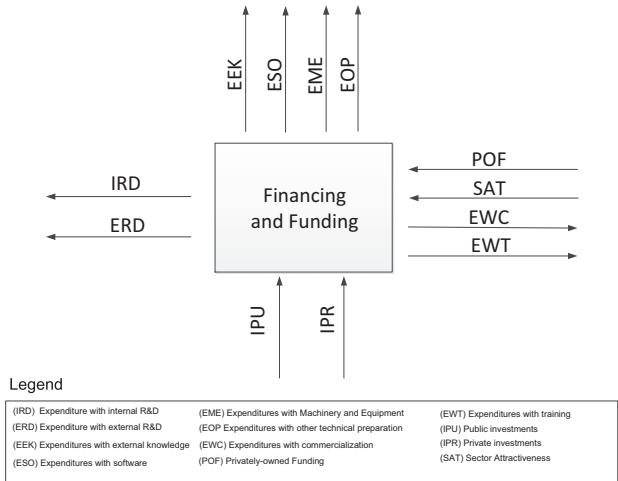 EEK
ESO
EME
EOP
IRD
ERD
Financing
and Funding
POF
SAT
EWC
EWT
IPU
IPR
Legend
(IRD) Expenditure with internal R&D
(ERD) Expenditure with external R&D
(EEK) Expenditures with external knowledge
(ESO) Expenditures with software
(EME) Expenditures with Machinery and Equipment
(EOP Expenditures with other technical preparation
(EWC) Expenditures with commercialization
(POF) Privately-owned Funding
(EWT) Expenditures with training
(IPU) Public investments
(IPR) Private investments
(SAT) Sector Attractiveness